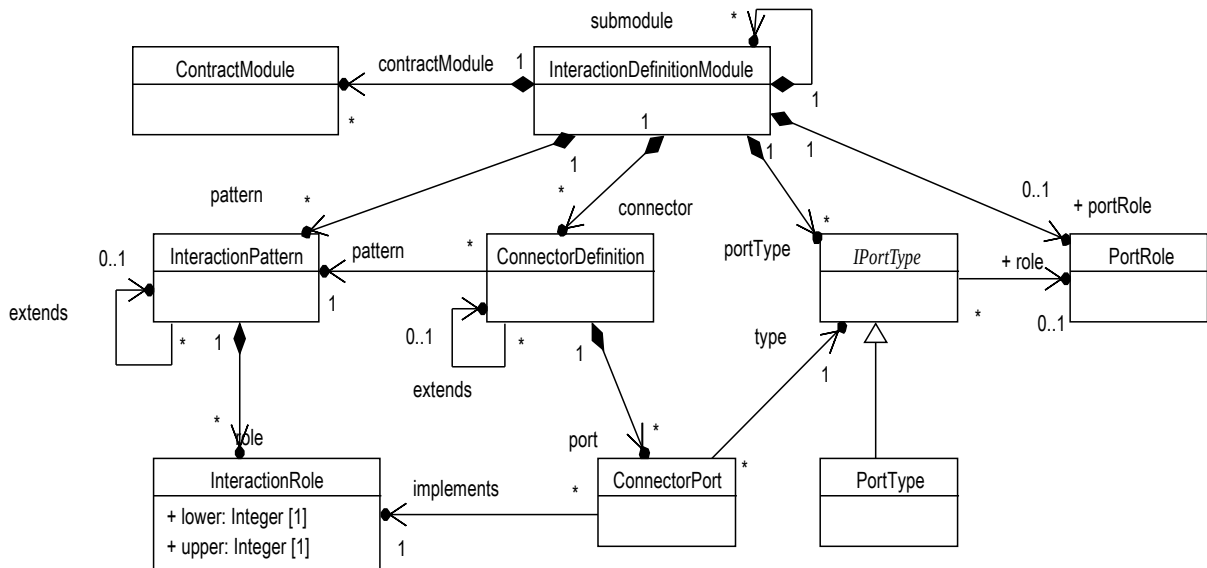 submodule
*
ContractModule
contractModule
1
InteractionDefinitionModule
*
1
1
1
1
1
pattern
*
*
connector
*
0..1
+ portRole
InteractionPattern
0..1
pattern
*
ConnectorDefinition
portType
IPortType
+ role
PortRole
extends
1
0..1
*
0..1
*
1
*
1
extends
type
1
*
role
port
*
*
InteractionRole
ConnectorPort
PortType
+ lower: Integer [1]
+ upper: Integer [1]
implements
*
1